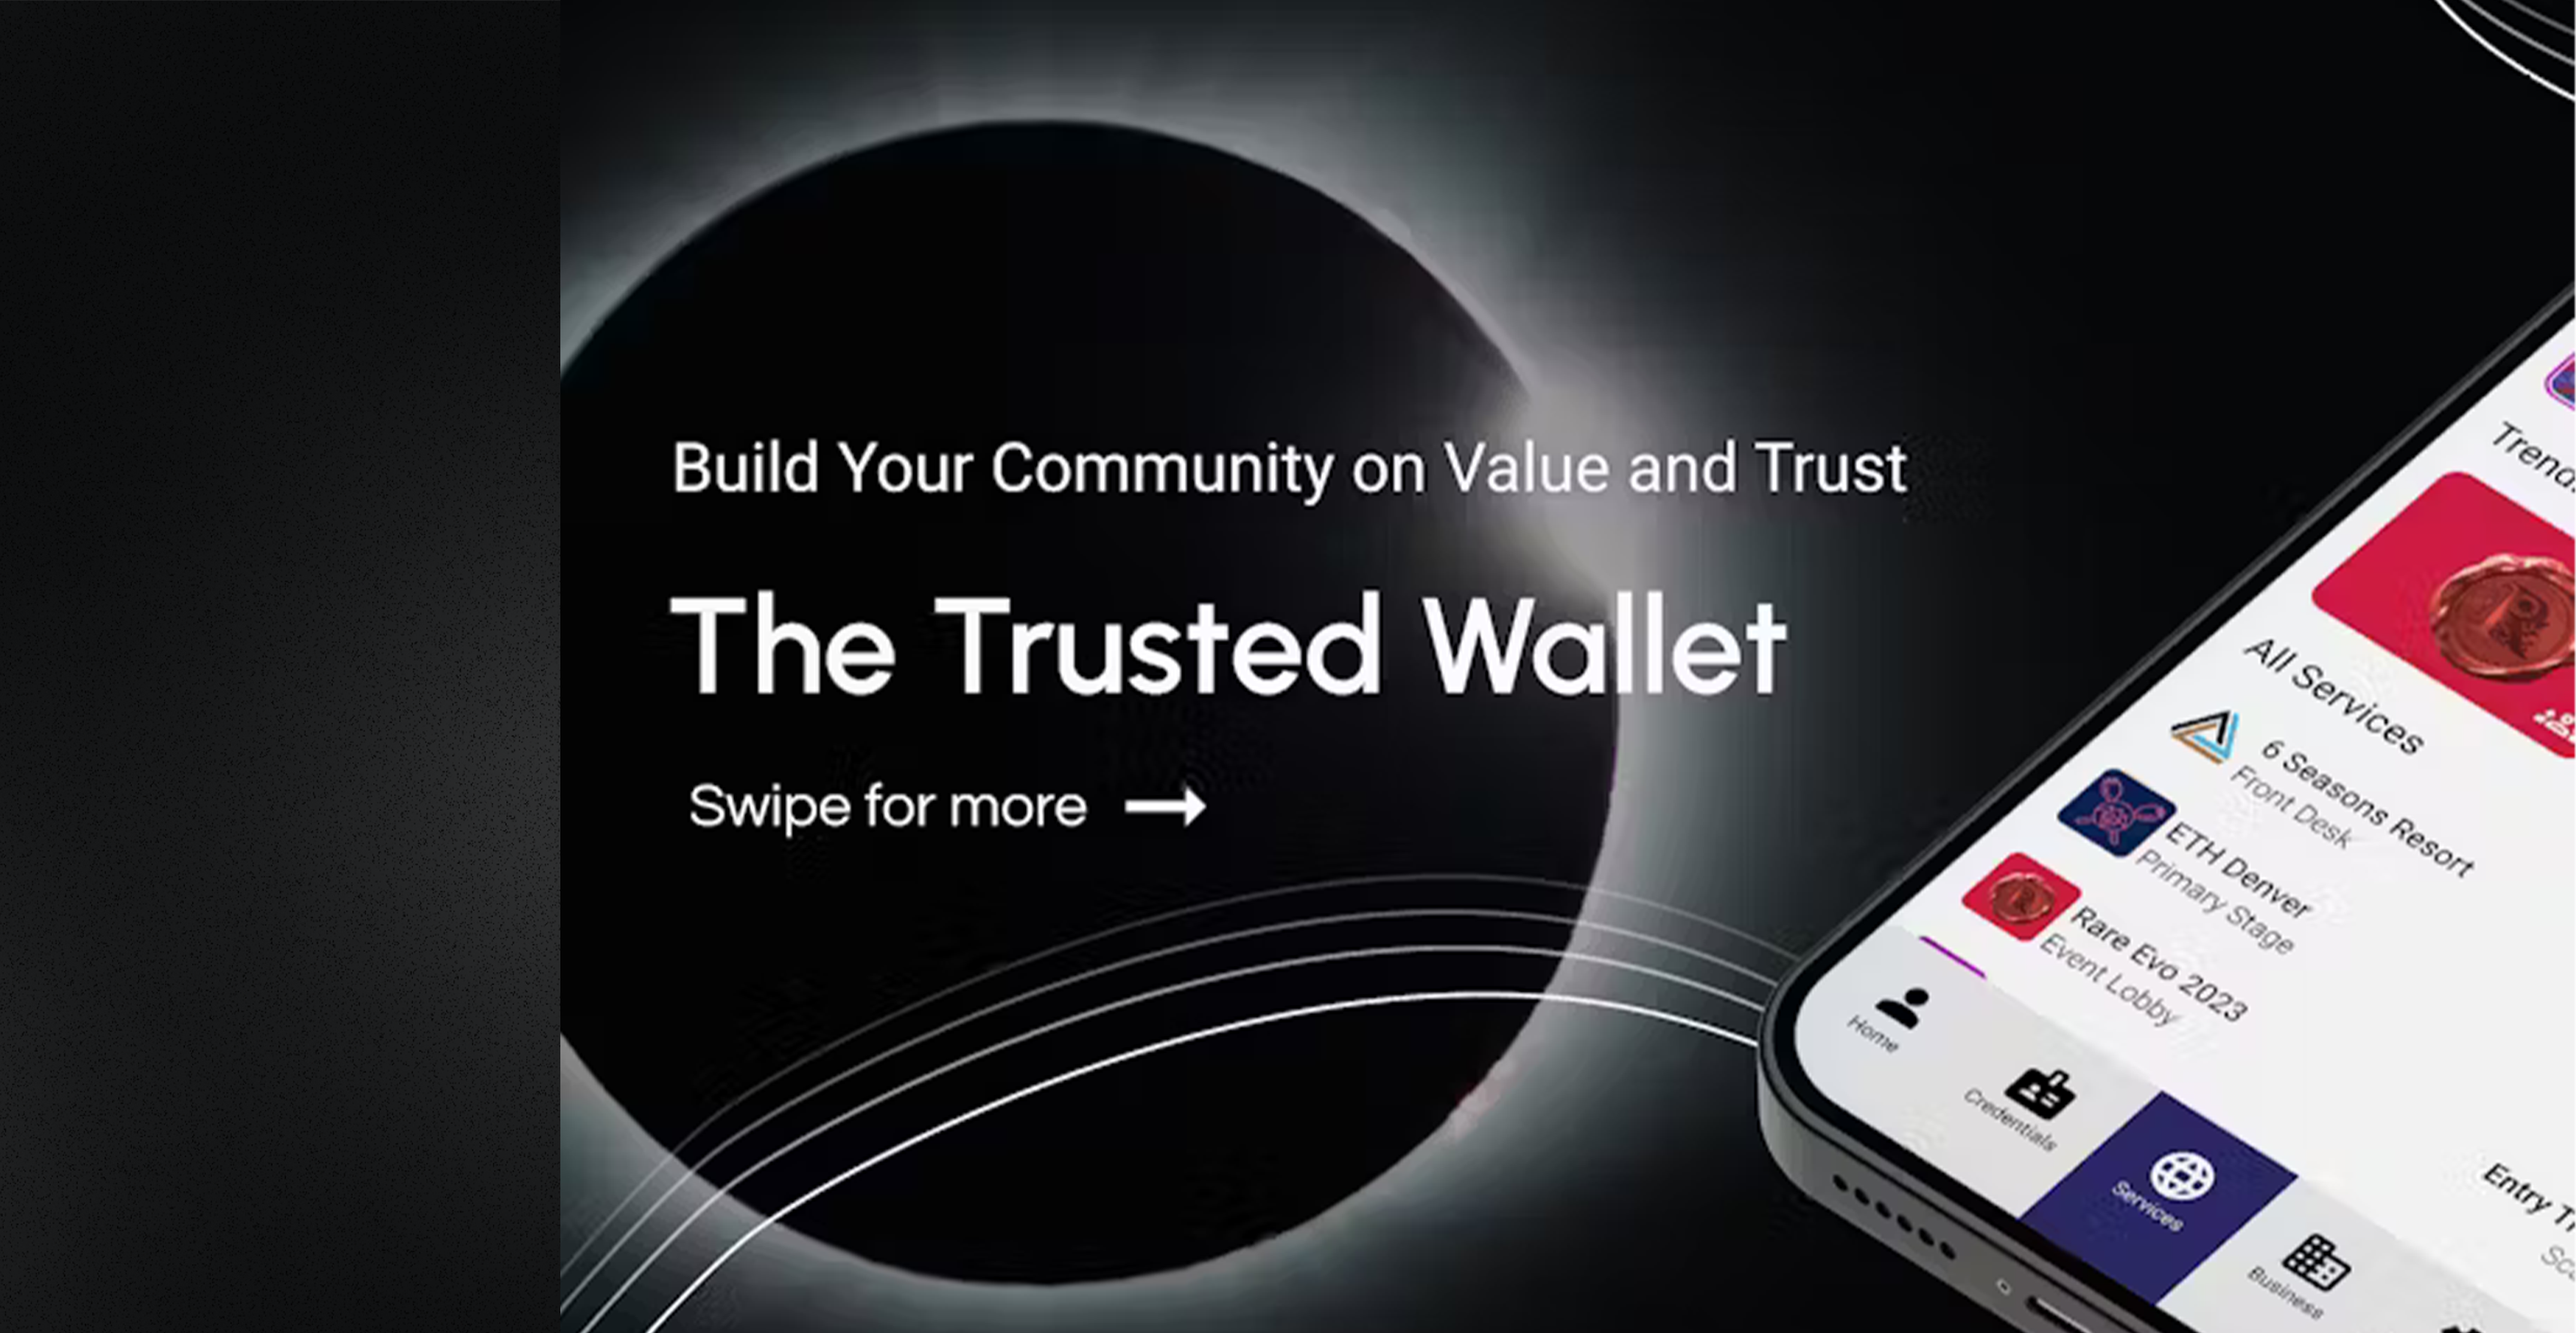 Build Your Community on Value and Trust
The Trusted Wallet
Swipe for more
All Services
6 Seasons Resort
Front Desk
ETH Denver
Primary Stage
Rare Evo 2023
Event Lobby
Home
Credentials
Services
Business
Entry